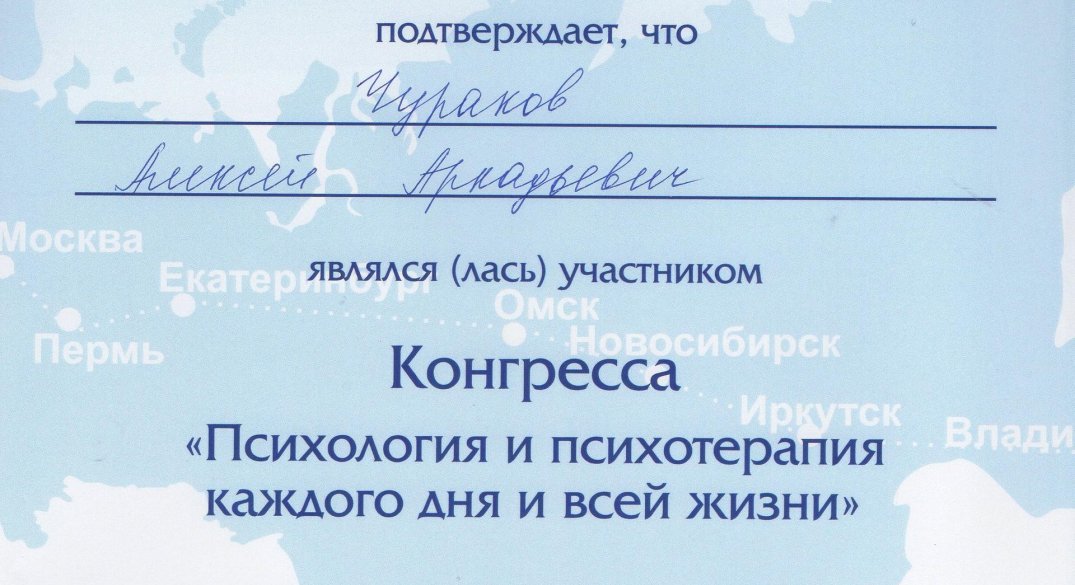 подтверждает, что
Чураков
Алексей Аркадьевич
Москва
являлся (лась) участником
Екатеринбург
Омск
Пермь
Новосибирск
Конгресса
Иркутск
Влади
«Психология и психотерапия
каждого дня и всей жизни»